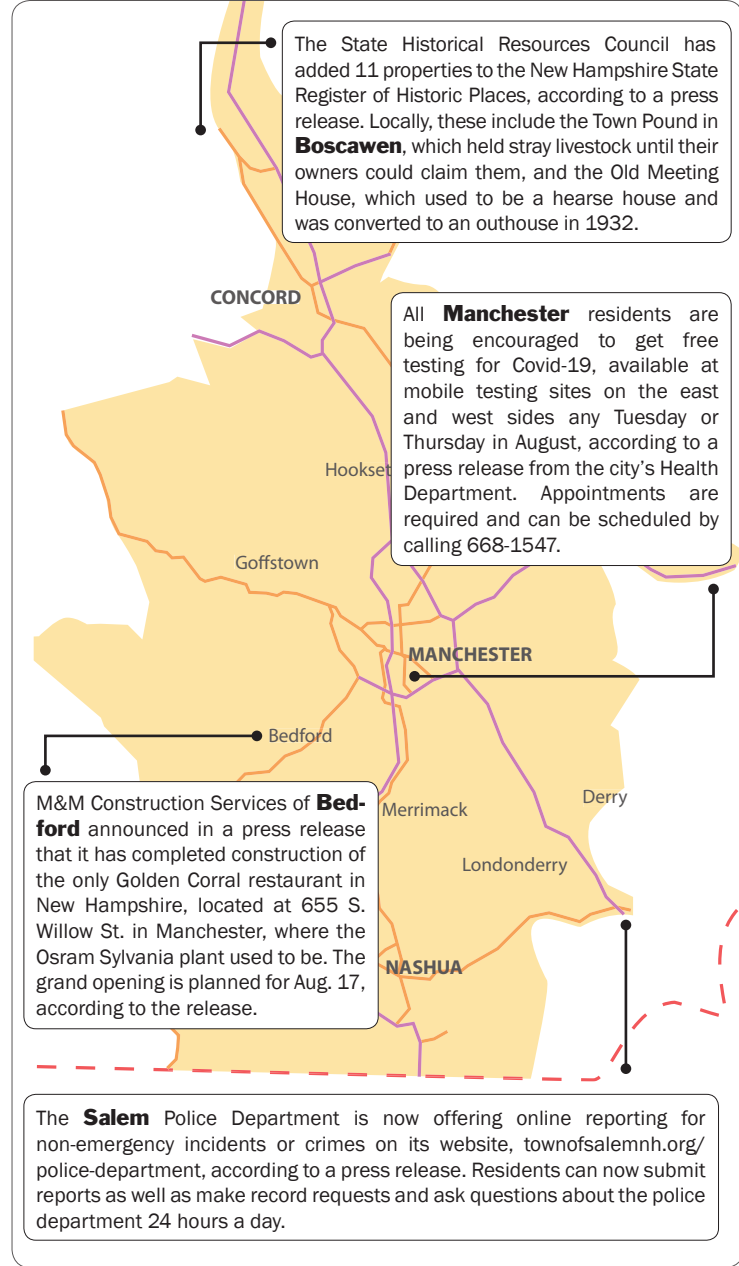 The State Historical Resources Council has
added 11 properties to the New Hampshire State
Register of Historic Places, according to a press
release. Locally, these include the Town Pound in
Boscawen, which held stray livestock until their
owners could claim them, and the Old Meeting
House, which used to be a hearse house and
was converted to an outhouse in 1932.
CONCORD
All Manchester residents are
being encouraged to get free
testing for Covid-19, available at
mobile testing sites on the east
and west sides any Tuesday or
Thursday in August, according to a
press release from the city's Health
Department. Appointments are
required and can be scheduled by
calling 668-1547.
Hookset
Goffstown
MANCHESTER
Bedford
M&M Construction Services of Bed-
ford announced in a press release
that it has completed construction of
the only Golden Corral restaurant in
New Hampshire, located at 655 S.
Willow St. in Manchester, where the
Osram Sylvania plant used to be. The
grand opening is planned for Aug. 17,
according to the release.
Derry
Merrimack
Londonderry
NASHUA
The Salem Police Department is now offering online reporting for
non-emergency incidents or crimes on its website, townofsalemnh.org/
police-department, according to a press release. Residents can now submit
reports as well as make record requests and ask questions about the police
department 24 hours a day.